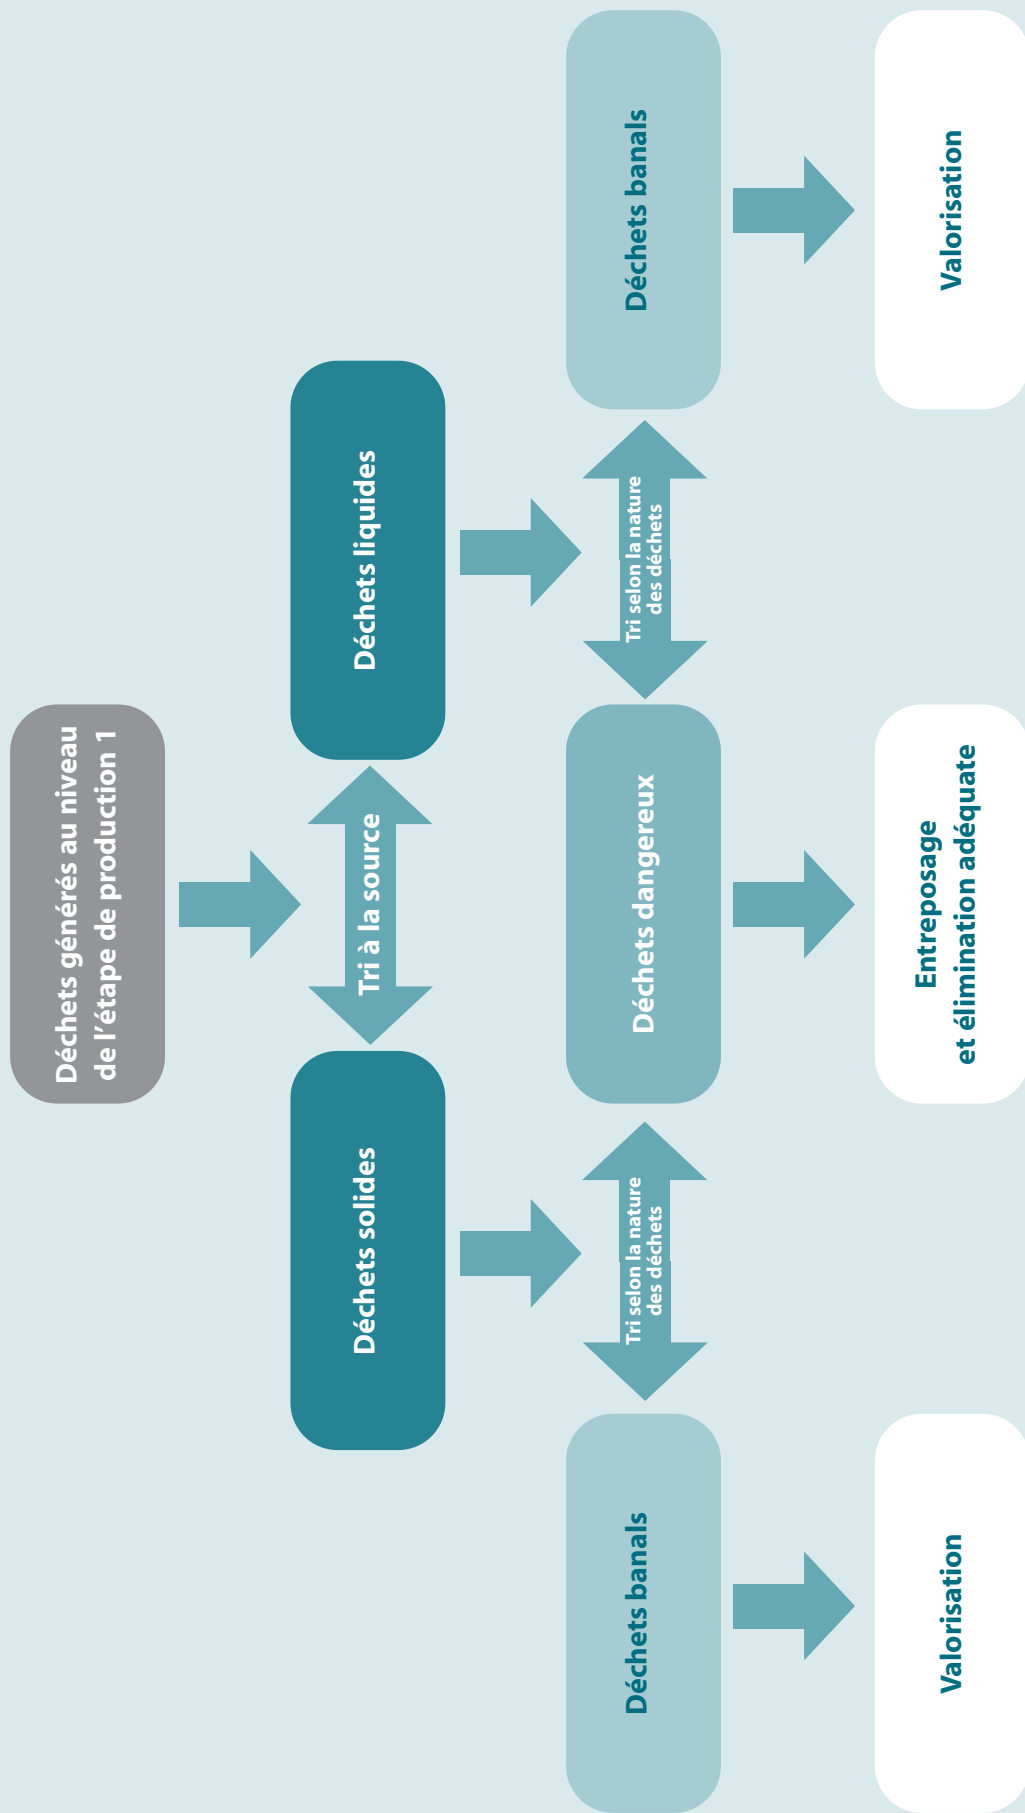 Déchets générés au niveau
de l’étape de production 1
Déchets solides
Tri à la source
Déchets liquides
Déchets banals
Tri selon la nature
des déchets
Déchets dangereux
Tri selon la nature
des déchets
Déchets banals
Valorisation
Entreposage
et élimination adéquate
Valorisation